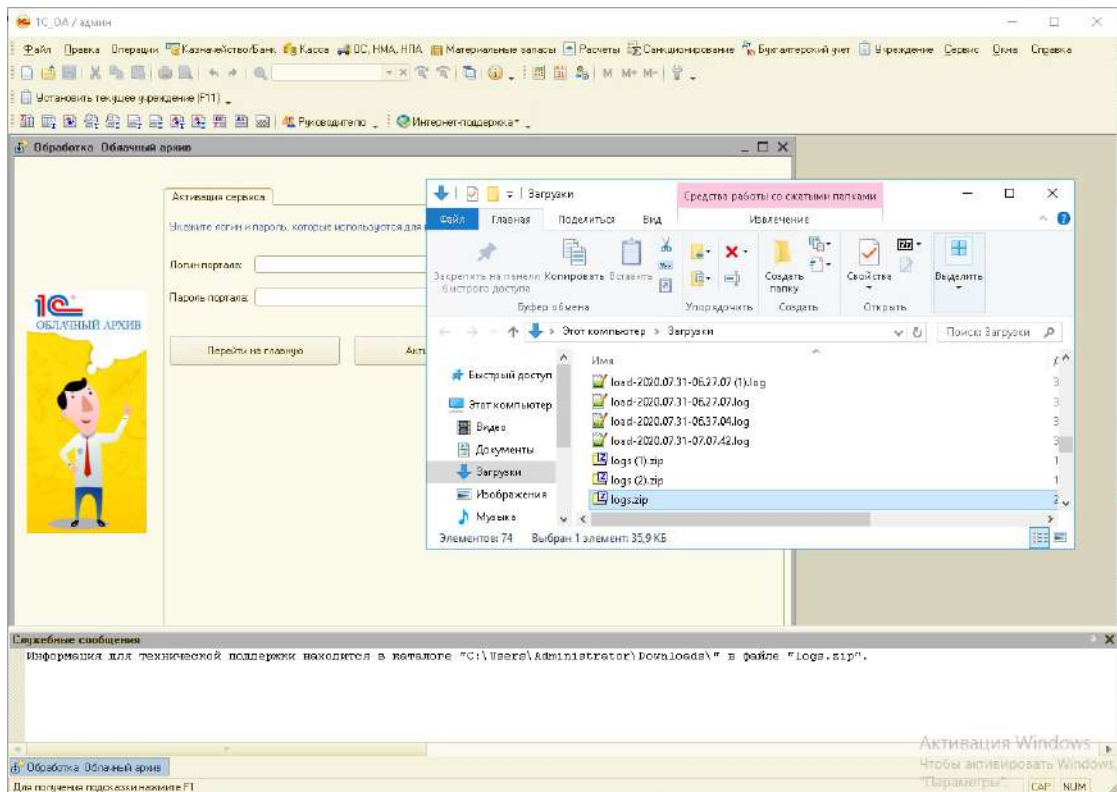 1С_ОА / админ
Файл Правка Операции Казначейство/Банк Касса ОС, НМА, НПА Материальные запасы Расчеты Санкционирование Бухгалтерский учет Учреждение Сервис Окна Справка
M M+ M-
Установить текущее учреждение (F11)
Руководителю Интернет-поддержка
Обработка Облачный архив
Активация сервиса
Укажите логин и пароль, которые используются для
Логин портала:
Пароль портала:
Перейти на главную
1С
ОБЛАЧНЫЙ АРХИВ
Загрузки
Средства работы со сжатыми папками
Файл Главная Поделиться Вид Извлечение
Закрепить на панели быстрого доступа
Копировать Вставить
Создать папку
Свойства
Выделить
Буфер обмена Упорядочить Создать Открыть
Этот компьютер > Загрузки
Поиск: Загрузки
Имя
Быстрый доступ
Этот компьютер
Видео
Документы
Загрузки
Изображения
Музыка
load-2020.07.31-06.27.07 (1).log
load-2020.07.31-06.27.07.log
load-2020.07.31-06.37.04.log
load-2020.07.31-07.07.42.log
logs (1).zip
logs (2).zip
logs.zip
Элементов: 74 Выбран 1 элемент: 35,9 КБ
Служебные сообщения
Информация для технической поддержки находится в каталоге "C:\Users\Administrator\Downloads\" в файле "logs.zip".
Активация Windows
Чтобы активировать Windows,
"Параметры".
Обработка Облачный архив
Для получения подсказки нажмите F1
CAP NUM